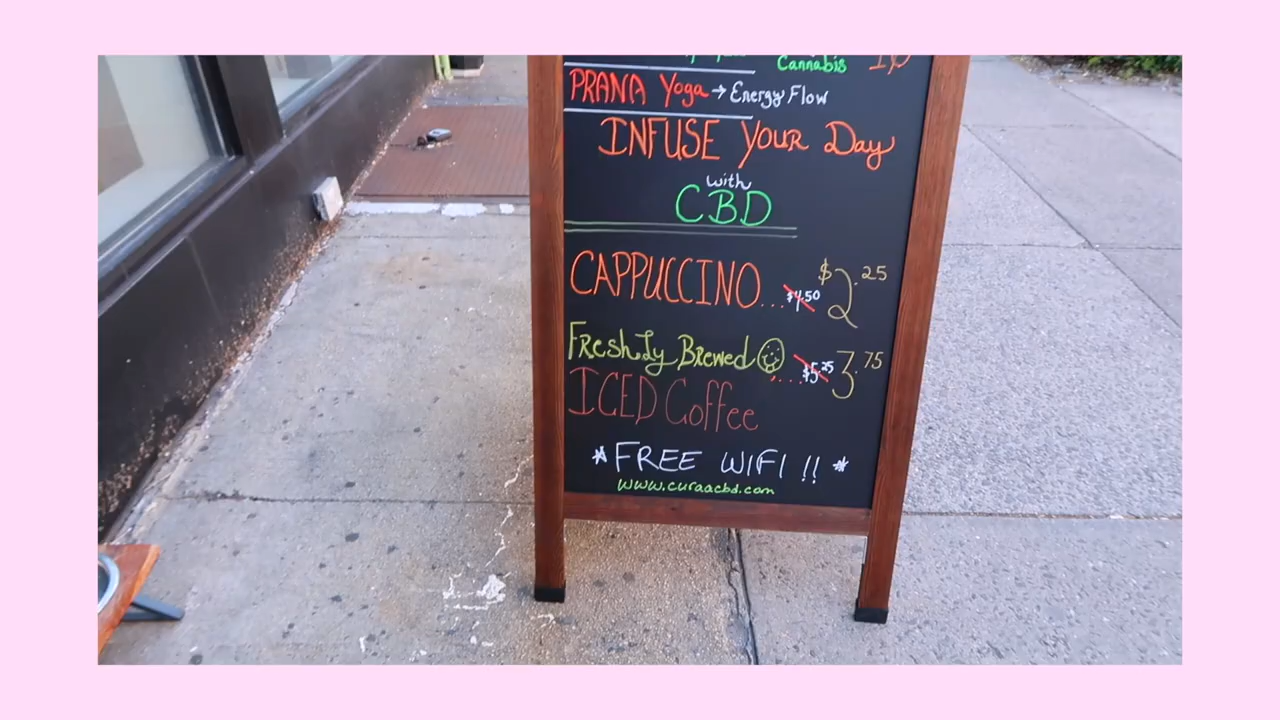 Cannabis
PRANA Yoga → Energy Flow
INFUSE YOUR Day
with
CBD
CAPPUCCINO... $4.50 $2.25
Freshly Brewed
....$5.25 3.75
ICED Coffee
*FREE WIFI!!*
www.curaacbd.com